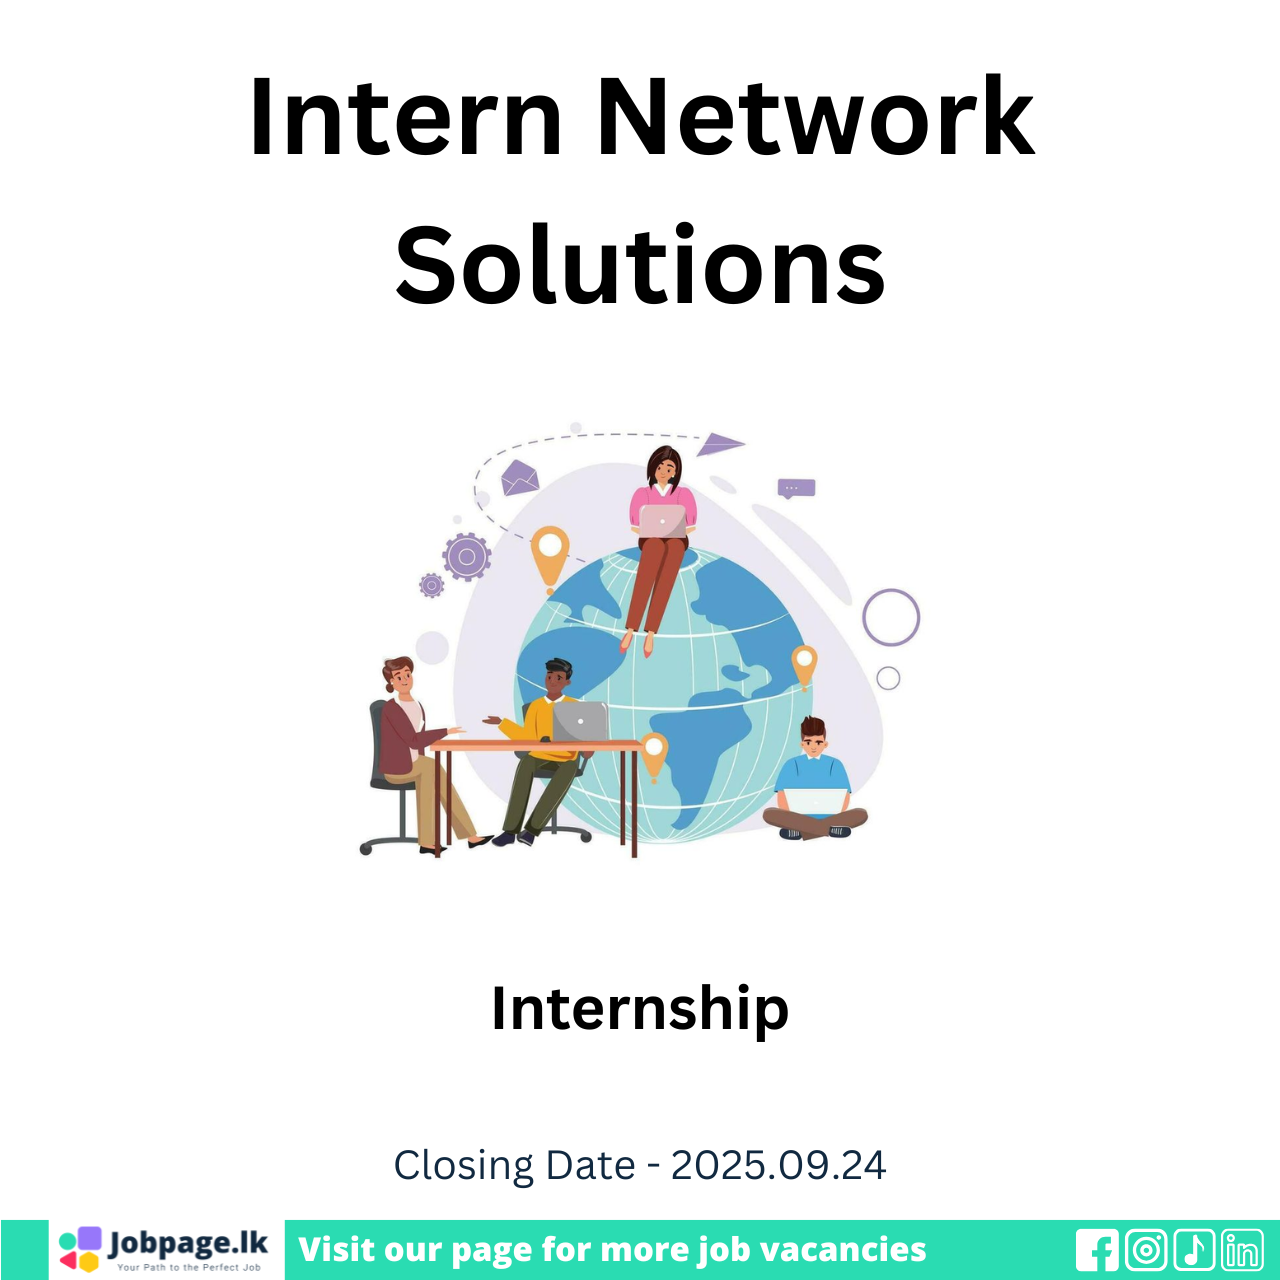 Intern Network
Solutions
Internship
Closing Date - 2025.09.24
Jobpage.lk
Your Path to the Perfect Job
Visit our page for more job vacancies